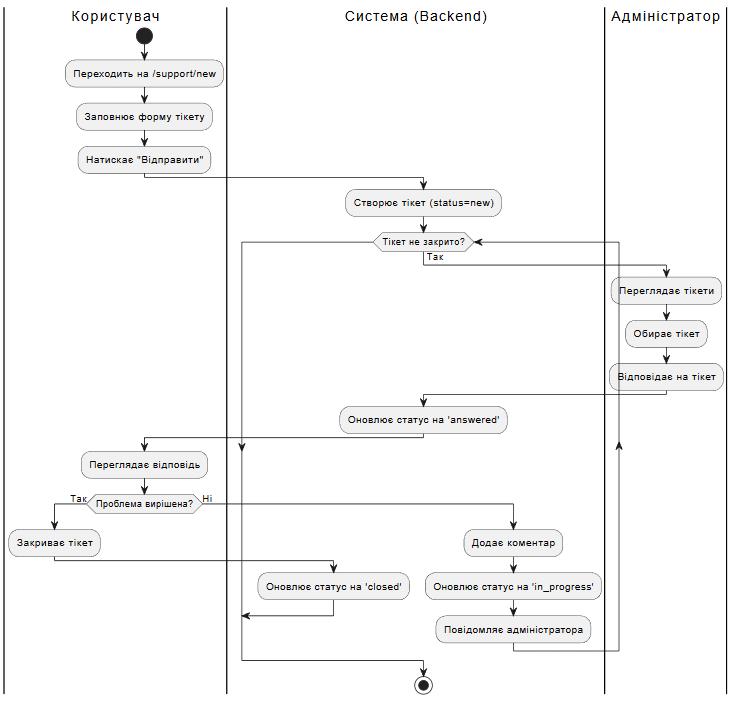 Користувач
Система (Backend)
Адміністратор
Переходить на /support/new
Заповнює форму тікету
Натискає "Відправити"
Створює тікет (status=new)
Тікет не закрито?
Так
Переглядає тікети
Обирає тікет
Відповідає на тікет
Оновлює статус на 'answered'
Переглядає відповідь
Так
Проблема вирішена?
Ні
Закриває тікет
Додає коментар
Оновлює статус на 'closed'
Оновлює статус на 'in_progress'
Повідомляє адміністратора